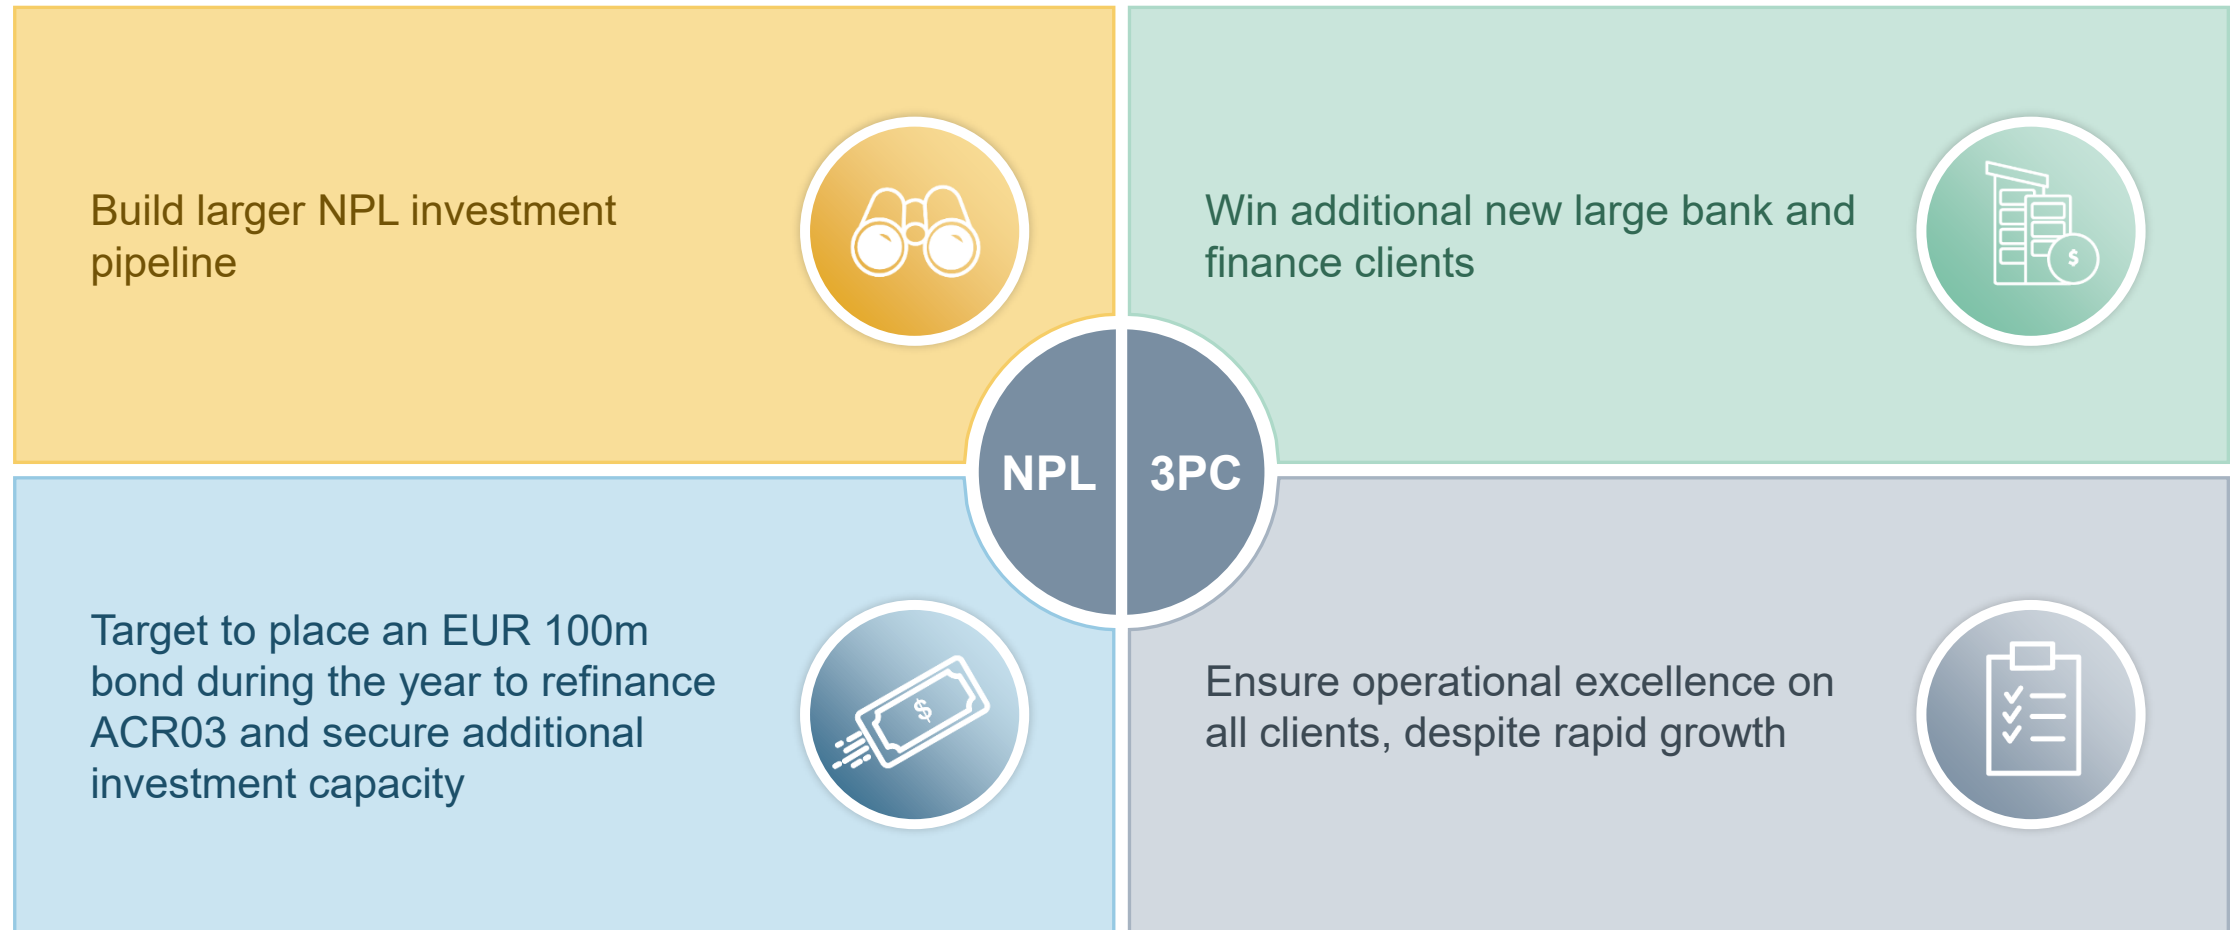 Build larger NPL investment
pipeline
Win additional new large bank and
finance clients
$
NPL
3PC
Target to place an EUR 100m
bond during the year to refinance
ACR03 and secure additional
investment capacity
$
Ensure operational excellence on
all clients, despite rapid growth